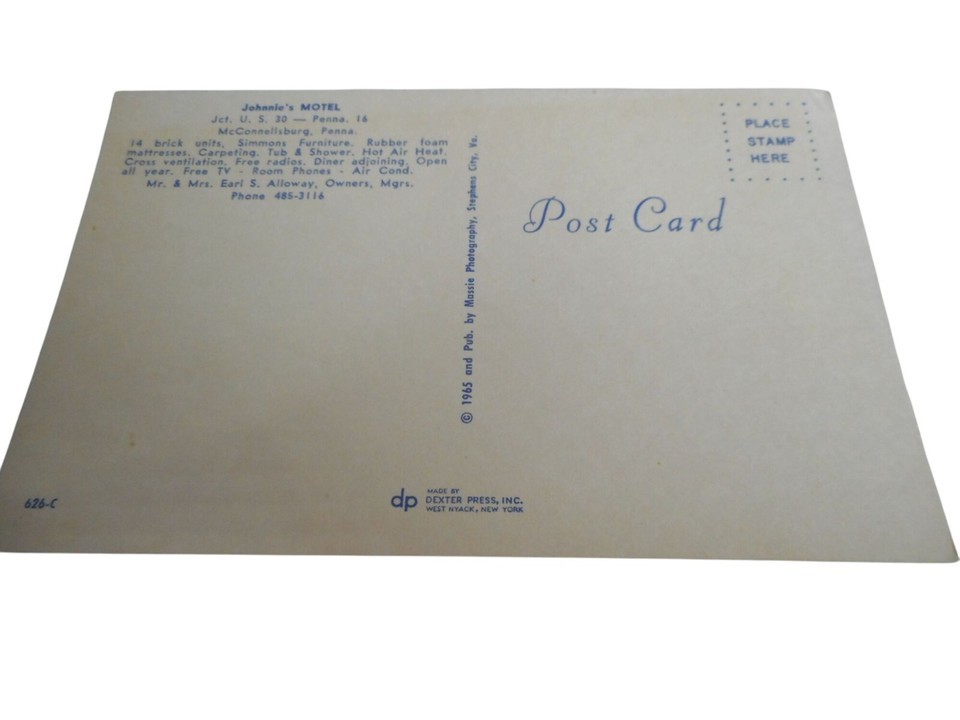 Johnnie's MOTEL
Jct. U. S. 30 — Penna. 16
McConnellsburg, Penna.
14 brick units, Simmons Furniture. Rubber foam
mattresses. Carpeting. Tub & Shower. Hot Air Heat.
Cross ventilation. Free radios. Diner adjoining. Open
all year. Free TV - Room Phones - Air Cond.
Mr. & Mrs. Earl S. Alloway, Owners, Mgrs.
Phone 485-3116
© 1965 and Pub. by Massie Photography, Stephens City, Va.
PLACE
STAMP
HERE
Post Card
626-C
dp
MADE BY
DEXTER PRESS, INC.
WEST NYACK, NEW YORK